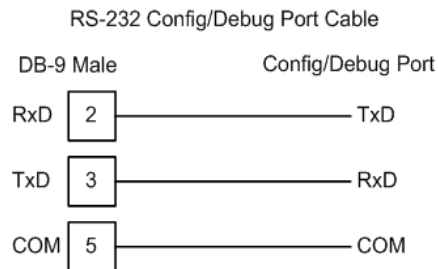 RS-232 Config/Debug Port Cable
DB-9 Male Config/Debug Port
RxD 2 TxD
TxD 3 RxD
COM 5 COM